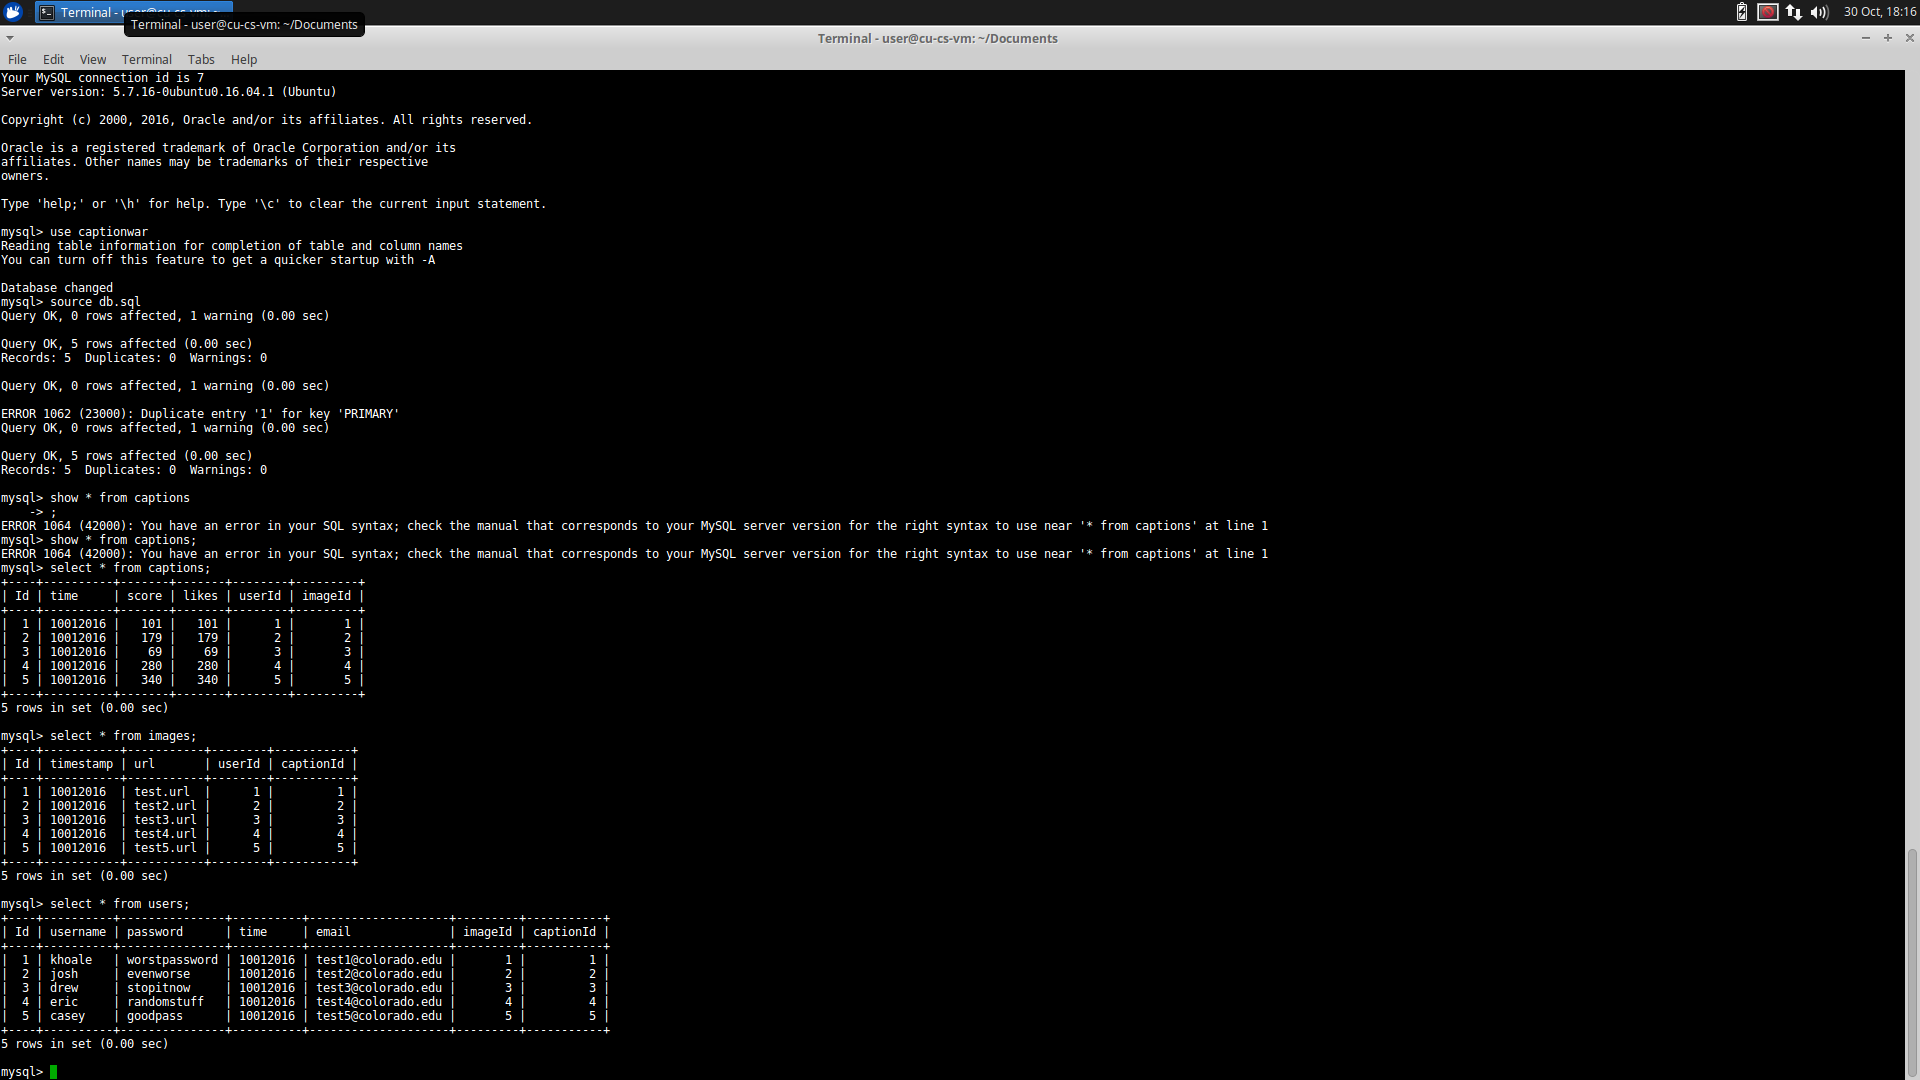 Terminal - user@cu-cs-vm: ~
30 Oct, 18:16
Terminal - user@cu-cs-vm: ~/Documents
Terminal - user@cu-cs-vm: ~/Documents
File Edit View Terminal Tabs Help
Your MySQL connection id is 7
Server version: 5.7.16-0ubuntu0.16.04.1 (Ubuntu)
Copyright (c) 2000, 2016, Oracle and/or its affiliates. All rights reserved.
Oracle is a registered trademark of Oracle Corporation and/or its
affiliates. Other names may be trademarks of their respective
owners.
Type 'help;' or '\h' for help. Type '\c' to clear the current input statement.
mysql> use captionwar
Reading table information for completion of table and column names
You can turn off this feature to get a quicker startup with -A
Database changed
mysql> source db.sql
Query OK, 0 rows affected, 1 warning (0.00 sec)
Query OK, 5 rows affected (0.00 sec)
Records: 5  Duplicates: 0  Warnings: 0
Query OK, 0 rows affected, 1 warning (0.00 sec)
ERROR 1062 (23000): Duplicate entry '1' for key 'PRIMARY'
Query OK, 0 rows affected, 1 warning (0.00 sec)
Query OK, 5 rows affected (0.00 sec)
Records: 5  Duplicates: 0  Warnings: 0
mysql> show * from captions
    -> ;
ERROR 1064 (42000): You have an error in your SQL syntax; check the manual that corresponds to your MySQL server version for the right syntax to use near '* from captions' at line 1
mysql> show * from captions;
ERROR 1064 (42000): You have an error in your SQL syntax; check the manual that corresponds to your MySQL server version for the right syntax to use near '* from captions' at line 1
mysql> select * from captions;
+----+----------+-------+-------+--------+---------+
| Id | time     | score | likes | userId | imageId |
+----+----------+-------+-------+--------+---------+
|  1 | 10012016 |   101 |   101 |      1 |       1 |
|  2 | 10012016 |   179 |   179 |      2 |       2 |
|  3 | 10012016 |    69 |    69 |      3 |       3 |
|  4 | 10012016 |   280 |   280 |      4 |       4 |
|  5 | 10012016 |   340 |   340 |      5 |       5 |
+----+----------+-------+-------+--------+---------+
5 rows in set (0.00 sec)
mysql> select * from images;
+----+-----------+-----------+--------+-----------+
| Id | timestamp | url       | userId | captionId |
+----+-----------+-----------+--------+-----------+
|  1 | 10012016  | test.url  |      1 |         1 |
|  2 | 10012016  | test2.url |      2 |         2 |
|  3 | 10012016  | test3.url |      3 |         3 |
|  4 | 10012016  | test4.url |      4 |         4 |
|  5 | 10012016  | test5.url |      5 |         5 |
+----+-----------+-----------+--------+-----------+
5 rows in set (0.00 sec)
mysql> select * from users;
+----+----------+---------------+----------+--------------------+---------+-----------+
| Id | username | password      | time     | email              | imageId | captionId |
+----+----------+---------------+----------+--------------------+---------+-----------+
|  1 | khoale   | worstpassword | 10012016 | test1@colorado.edu |       1 |         1 |
|  2 | josh     | evenworse     | 10012016 | test2@colorado.edu |       2 |         2 |
|  3 | drew     | stopitnow     | 10012016 | test3@colorado.edu |       3 |         3 |
|  4 | eric     | randomstuff   | 10012016 | test4@colorado.edu |       4 |         4 |
|  5 | casey    | goodpass      | 10012016 | test5@colorado.edu |       5 |         5 |
+----+----------+---------------+----------+--------------------+---------+-----------+
5 rows in set (0.00 sec)
mysql>